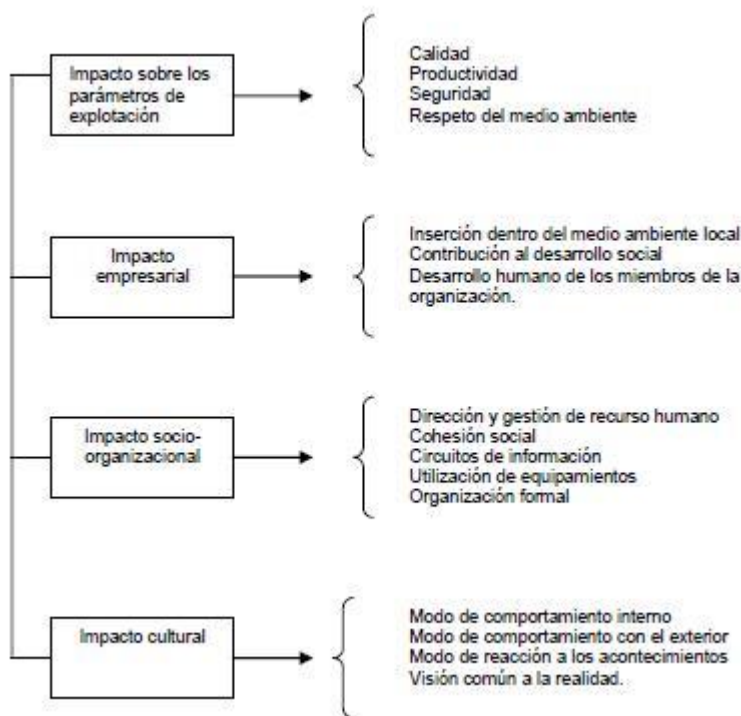 Impacto sobre los
parámetros de
explotación
Calidad
Productividad
Seguridad
Respeto del medio ambiente
Impacto
empresarial
Inserción dentro del medio ambiente local
Contribución al desarrollo social
Desarrollo humano de los miembros de la
organización.
Impacto socio-
organizacional
Dirección y gestión de recurso humano
Cohesión social
Circuitos de información
Utilización de equipamientos
Organización formal
Impacto cultural
Modo de comportamiento interno
Modo de comportamiento con el exterior
Modo de reacción a los acontecimientos
Visión común a la realidad.